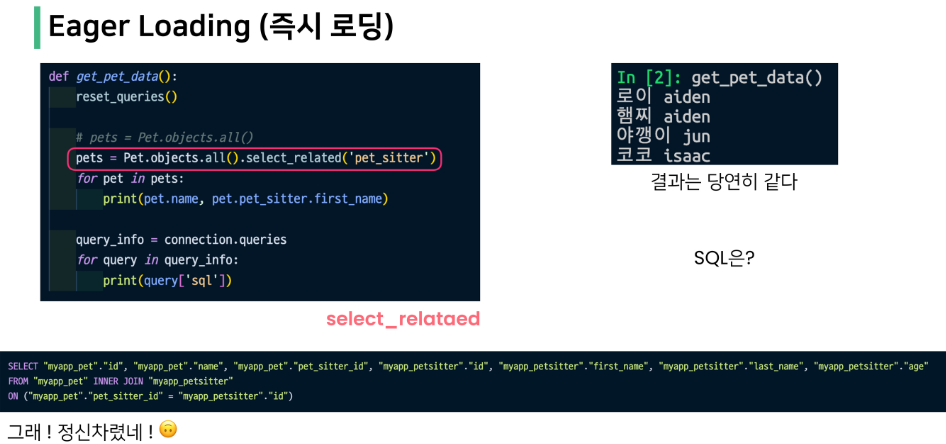 Eager Loading (즉시 로딩)
def get_pet_data():
reset_queries()
# pets = Pet.objects.all()
pets = Pet.objects.all().select_related('pet_sitter')
for pet in pets:
print(pet.name, pet.pet_sitter.first_name)
query_info = connection.queries
for query in query_info:
print(query['sql'])
select_relataed
In [2]: get_pet_data()
로이 aiden
햄찌 aiden
야깽이 jun
코코 isaac
결과는 당연히 같다
SQL은?
SELECT "myapp_pet"."id", "myapp_pet"."name", "myapp_pet"."pet_sitter_id", "myapp_petsitter"."id", "myapp_petsitter"."first_name", "myapp_petsitter"."last_name", "myapp_petsitter"."age"
FROM "myapp_pet" INNER JOIN "myapp_petsitter"
ON ("myapp_pet"."pet_sitter_id" = "myapp_petsitter"."id")
그래 ! 정신차렸네 ! 🙃